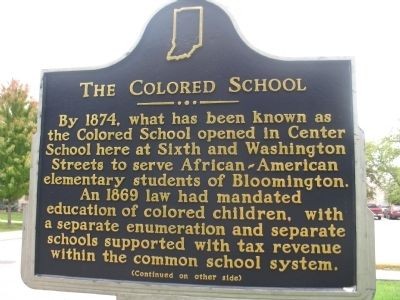 THE COLORED SCHOOL
By 1874, what has been known as
the Colored School opened in Center
School here at Sixth and Washington
Streets to serve African-American
elementary students of Bloomington.
An 1869 law had mandated
education of colored children, with
a separate enumeration and separate
schools supported with tax revenue
within the common school system.
(Continued on other side)